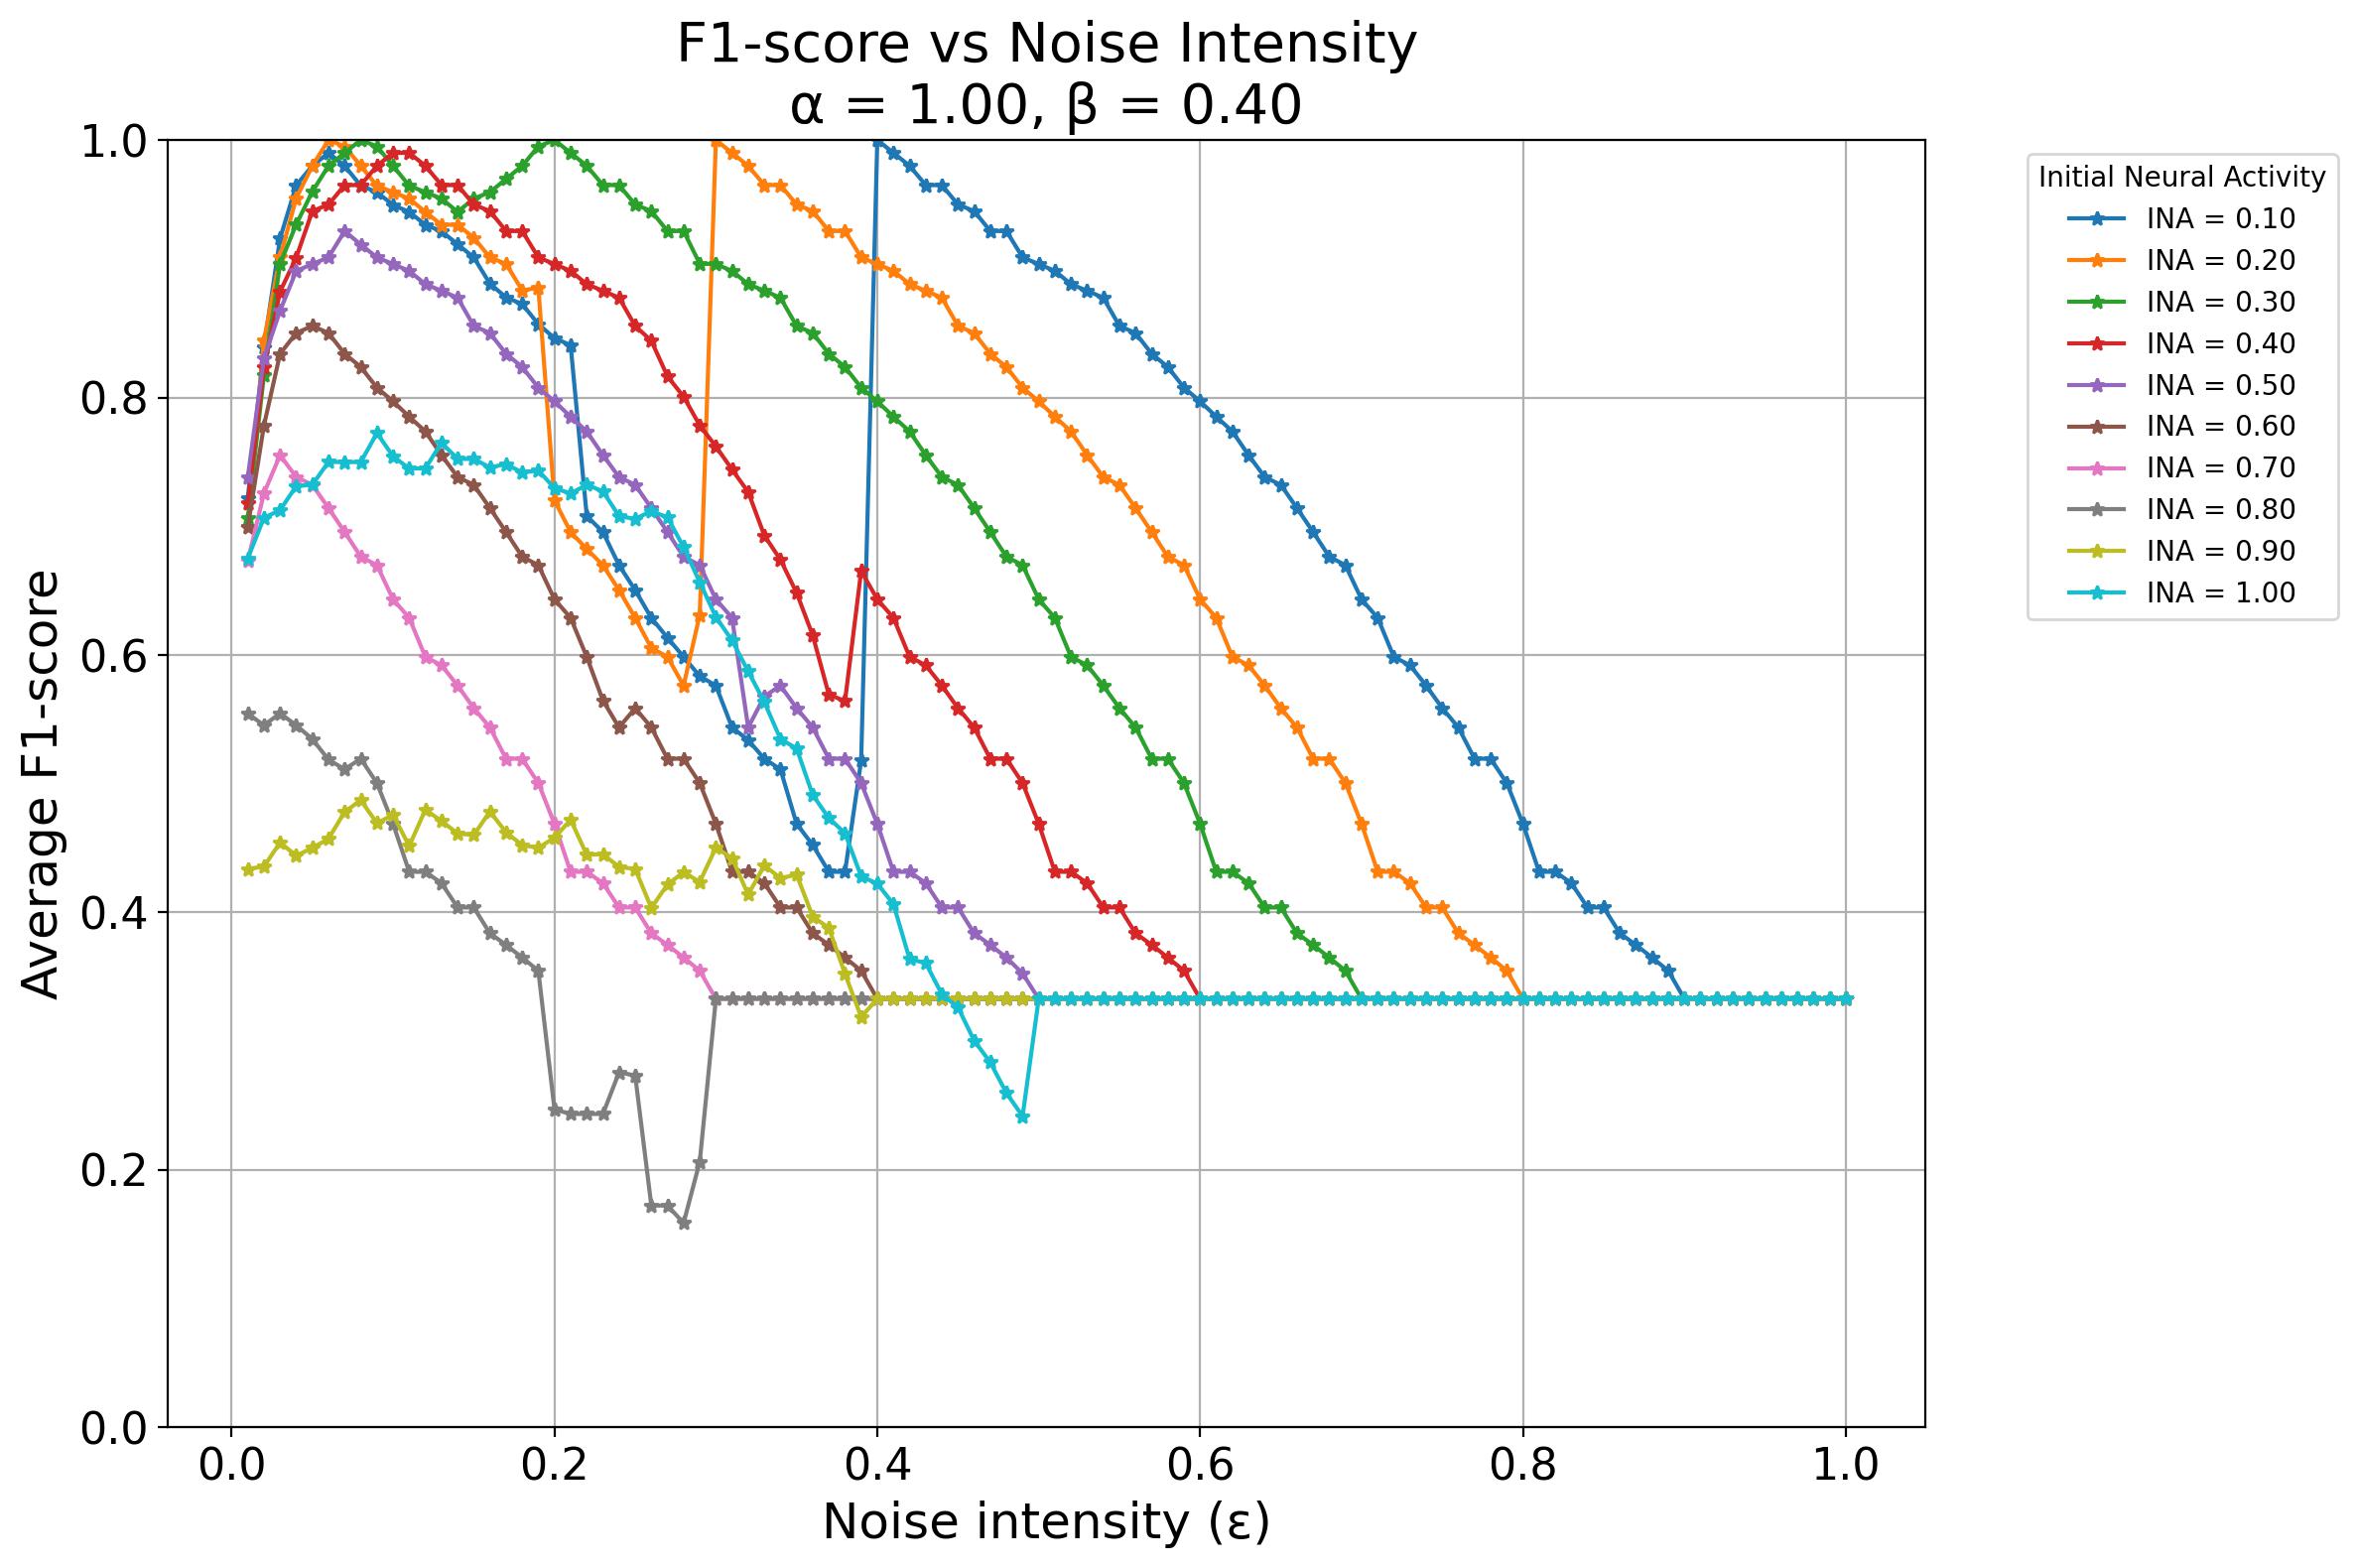 F1-score vs Noise Intensity
α = 1.00, β = 0.40
1.0
0.8
0.6
0.4
0.2
0.0
Average F1-score
0.0 0.2 0.4 0.6 0.8 1.0
Noise intensity (ε)
Initial Neural Activity
INA = 0.10
INA = 0.20
INA = 0.30
INA = 0.40
INA = 0.50
INA = 0.60
INA = 0.70
INA = 0.80
INA = 0.90
INA = 1.00